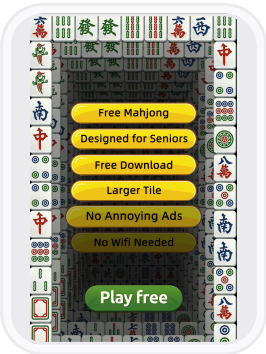 Free Mahjong
Designed for Seniors
Free Download
Larger Tile
No Annoying Ads
No Wifi Needed
Play free